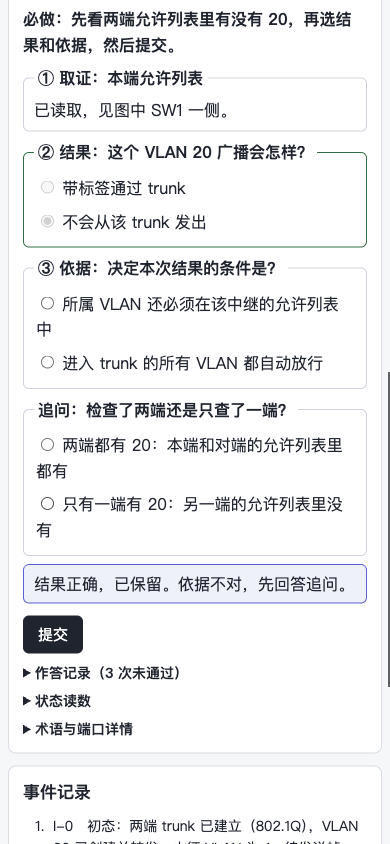 必做：先看两端允许列表里有没有 20，再选结
果和依据，然后提交。
① 取证：本端允许列表
已读取，见图中 SW1 一侧。
② 结果：这个 VLAN 20 广播会怎样？
带标签通过 trunk
不会从该 trunk 发出
③ 依据：决定本次结果的条件是？
所属 VLAN 还必须在该中继的允许列表
中
进入 trunk 的所有 VLAN 都自动放行
追问：检查了两端还是只查了一端？
两端都有 20：本端和对端的允许列表里
都有
只有一端有 20：另一端的允许列表里没
有
结果正确，已保留。依据不对，先回答追问。
提交
▶ 作答记录（3 次未通过）
▶ 状态读数
▶ 术语与端口详情
事件记录
1. I–0 初态：两端 trunk 已建立（802.1Q），VLAN